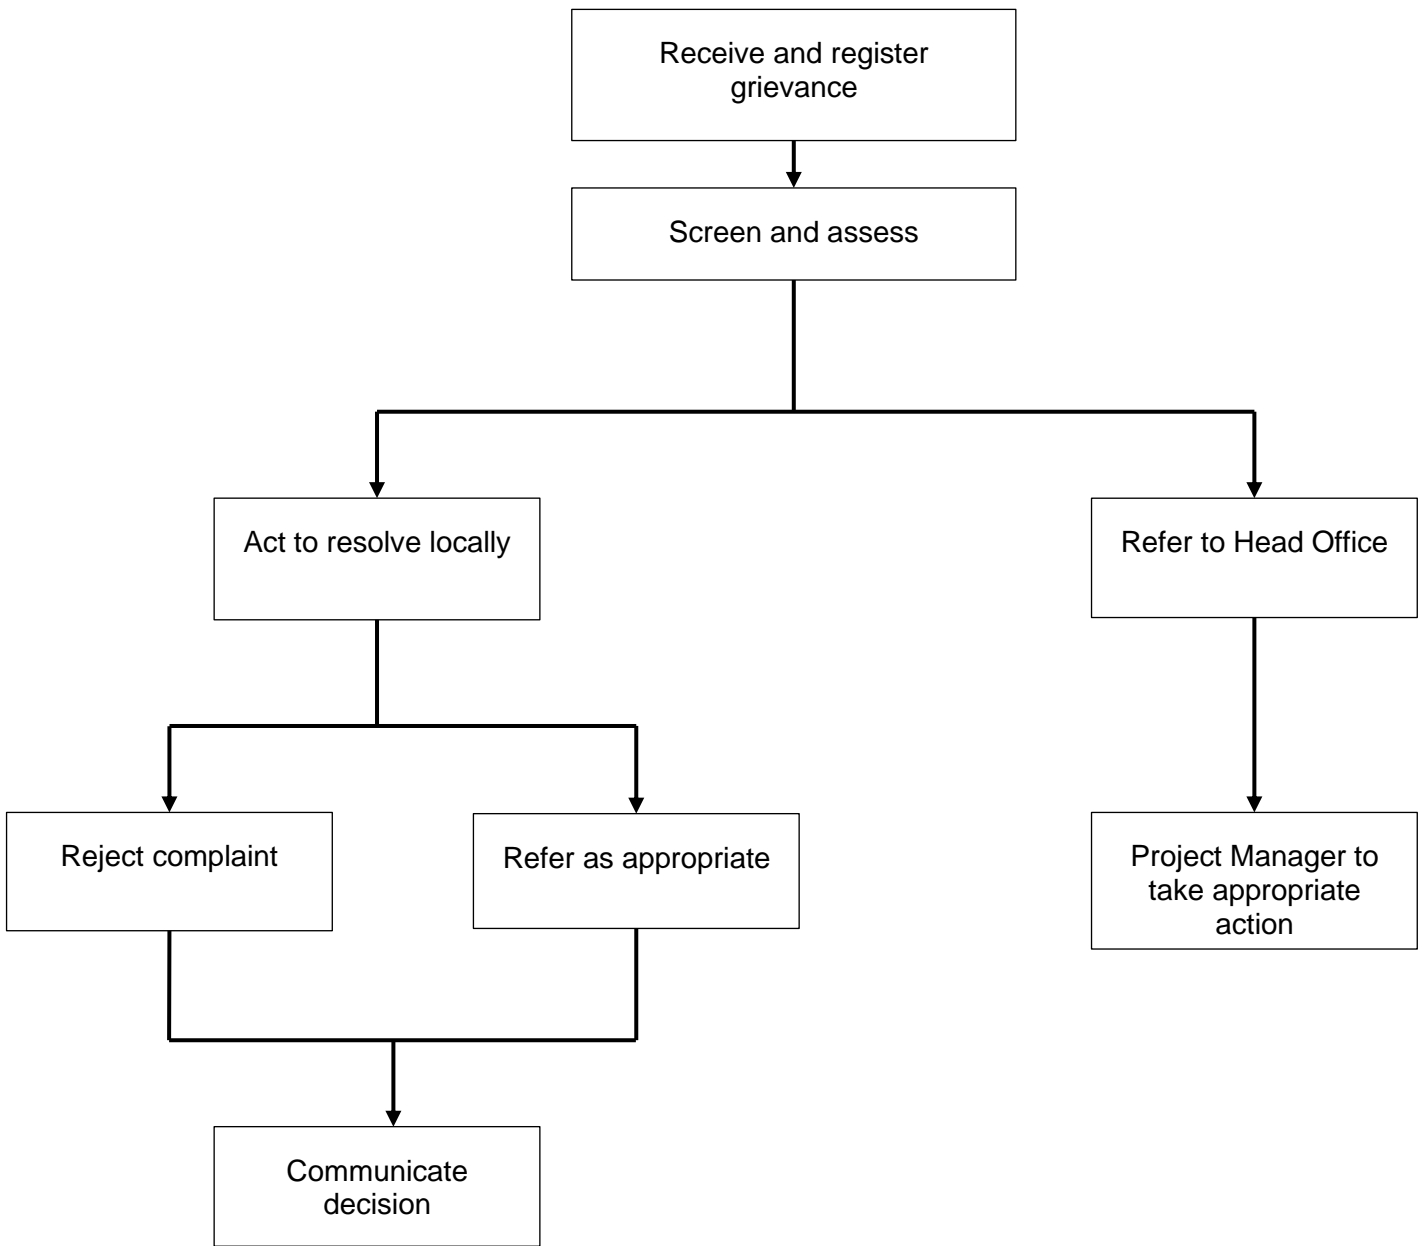 Receive and register
grievance
Screen and assess
Act to resolve locally
Refer to Head Office
Reject complaint
Refer as appropriate
Project Manager to
take appropriate
action
Communicate
decision